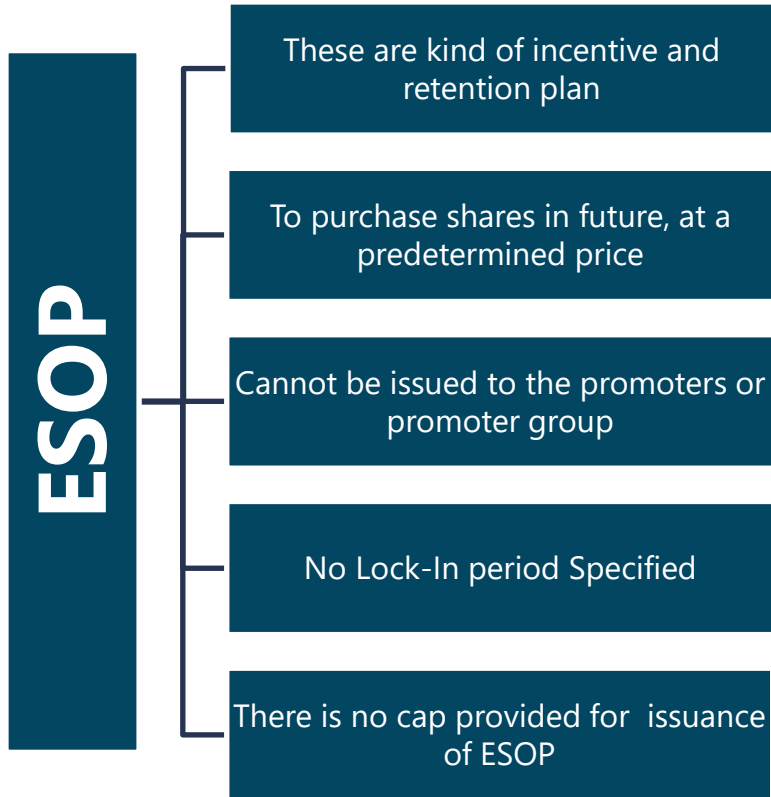 ESOP
These are kind of incentive and
retention plan
To purchase shares in future, at a
predetermined price
Cannot be issued to the promoters or
promoter group
No Lock-In period Specified
There is no cap provided for  issuance
of ESOP